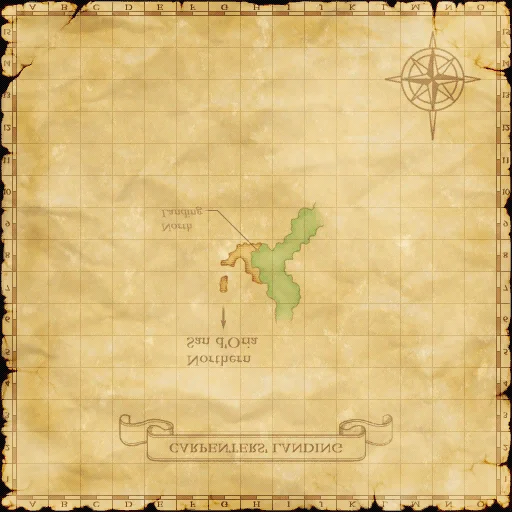 A B C D E F G H I J K L M N O
CARPENTERS' LANDING
Northern
San d'Oria
North
Landing
A B C D E F G H I J K L M N O